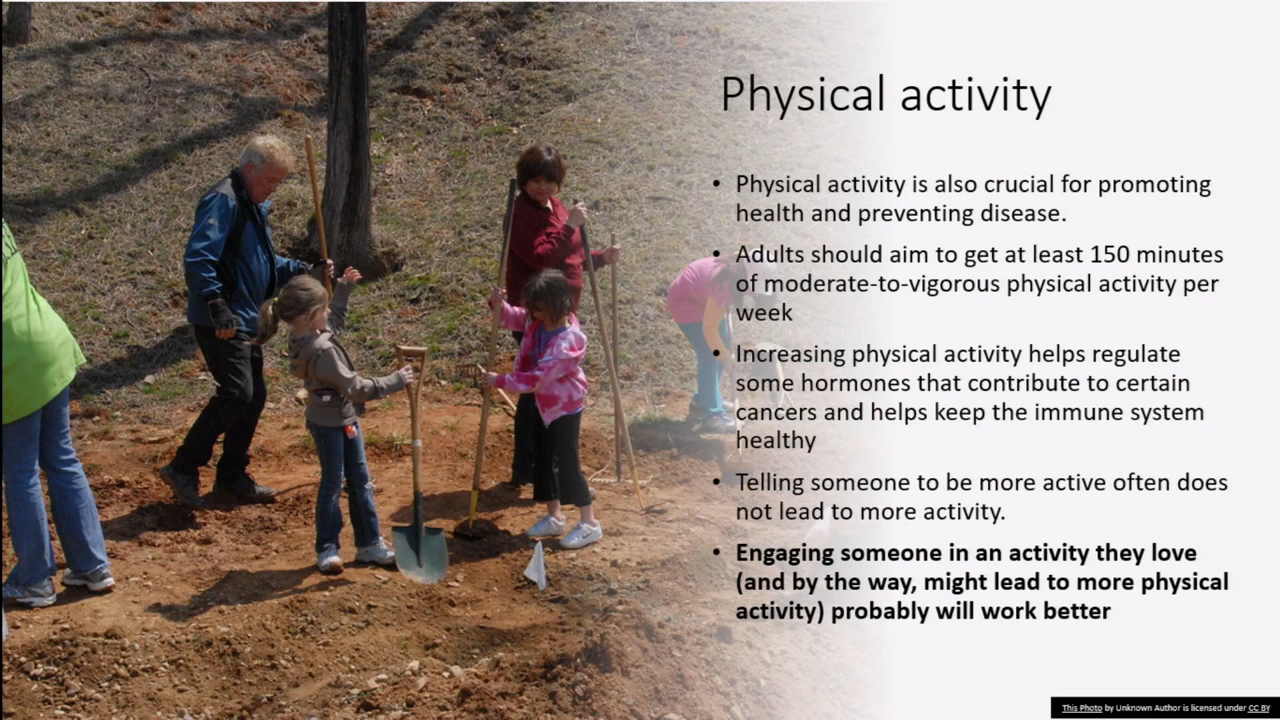 Physical activity
• Physical activity is also crucial for promoting
health and preventing disease.
• Adults should aim to get at least 150 minutes
of moderate-to-vigorous physical activity per
week
• Increasing physical activity helps regulate
some hormones that contribute to certain
cancers and helps keep the immune system
healthy
• Telling someone to be more active often does
not lead to more activity.
• Engaging someone in an activity they love
(and by the way, might lead to more physical
activity) probably will work better
This Photo by Unknown Author is licensed under CC BY